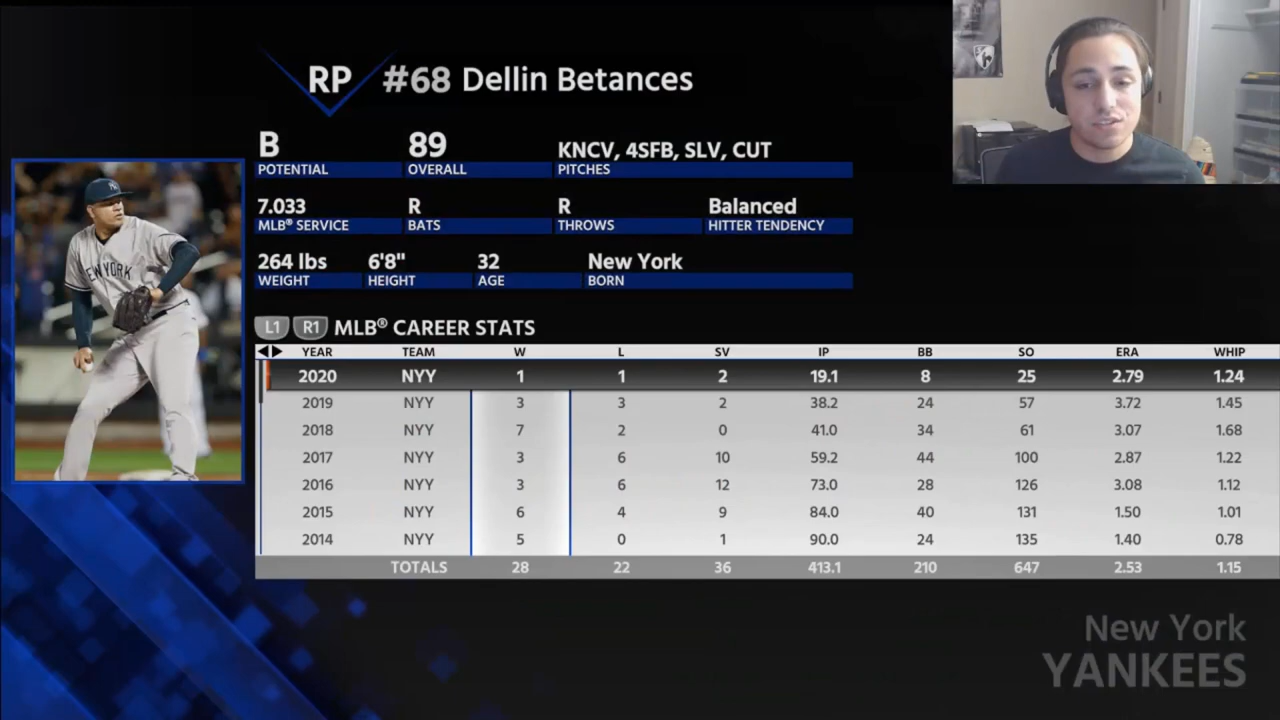 RP #68 Dellin Betances
B 89 KNCV, 4SFB, SLV, CUT
POTENTIAL OVERALL PITCHES
7.033 R R Balanced
MLB® SERVICE BATS THROWS HITTER TENDENCY
264 lbs 6'8" 32 New York
WEIGHT HEIGHT AGE BORN
L1 R1 MLB® CAREER STATS
YEAR TEAM W L SV IP BB SO ERA WHIP
2020 NYY 1 1 2 19.1 8 25 2.79 1.24
2019 NYY 3 3 2 38.2 24 57 3.72 1.45
2018 NYY 7 2 0 41.0 34 61 3.07 1.68
2017 NYY 3 6 10 59.2 44 100 2.87 1.22
2016 NYY 3 6 12 73.0 28 126 3.08 1.12
2015 NYY 6 4 9 84.0 40 131 1.50 1.01
2014 NYY 5 0 1 90.0 24 135 1.40 0.78
TOTALS 28 22 36 413.1 210 647 2.53 1.15
NEW YORK
New York
YANKEES